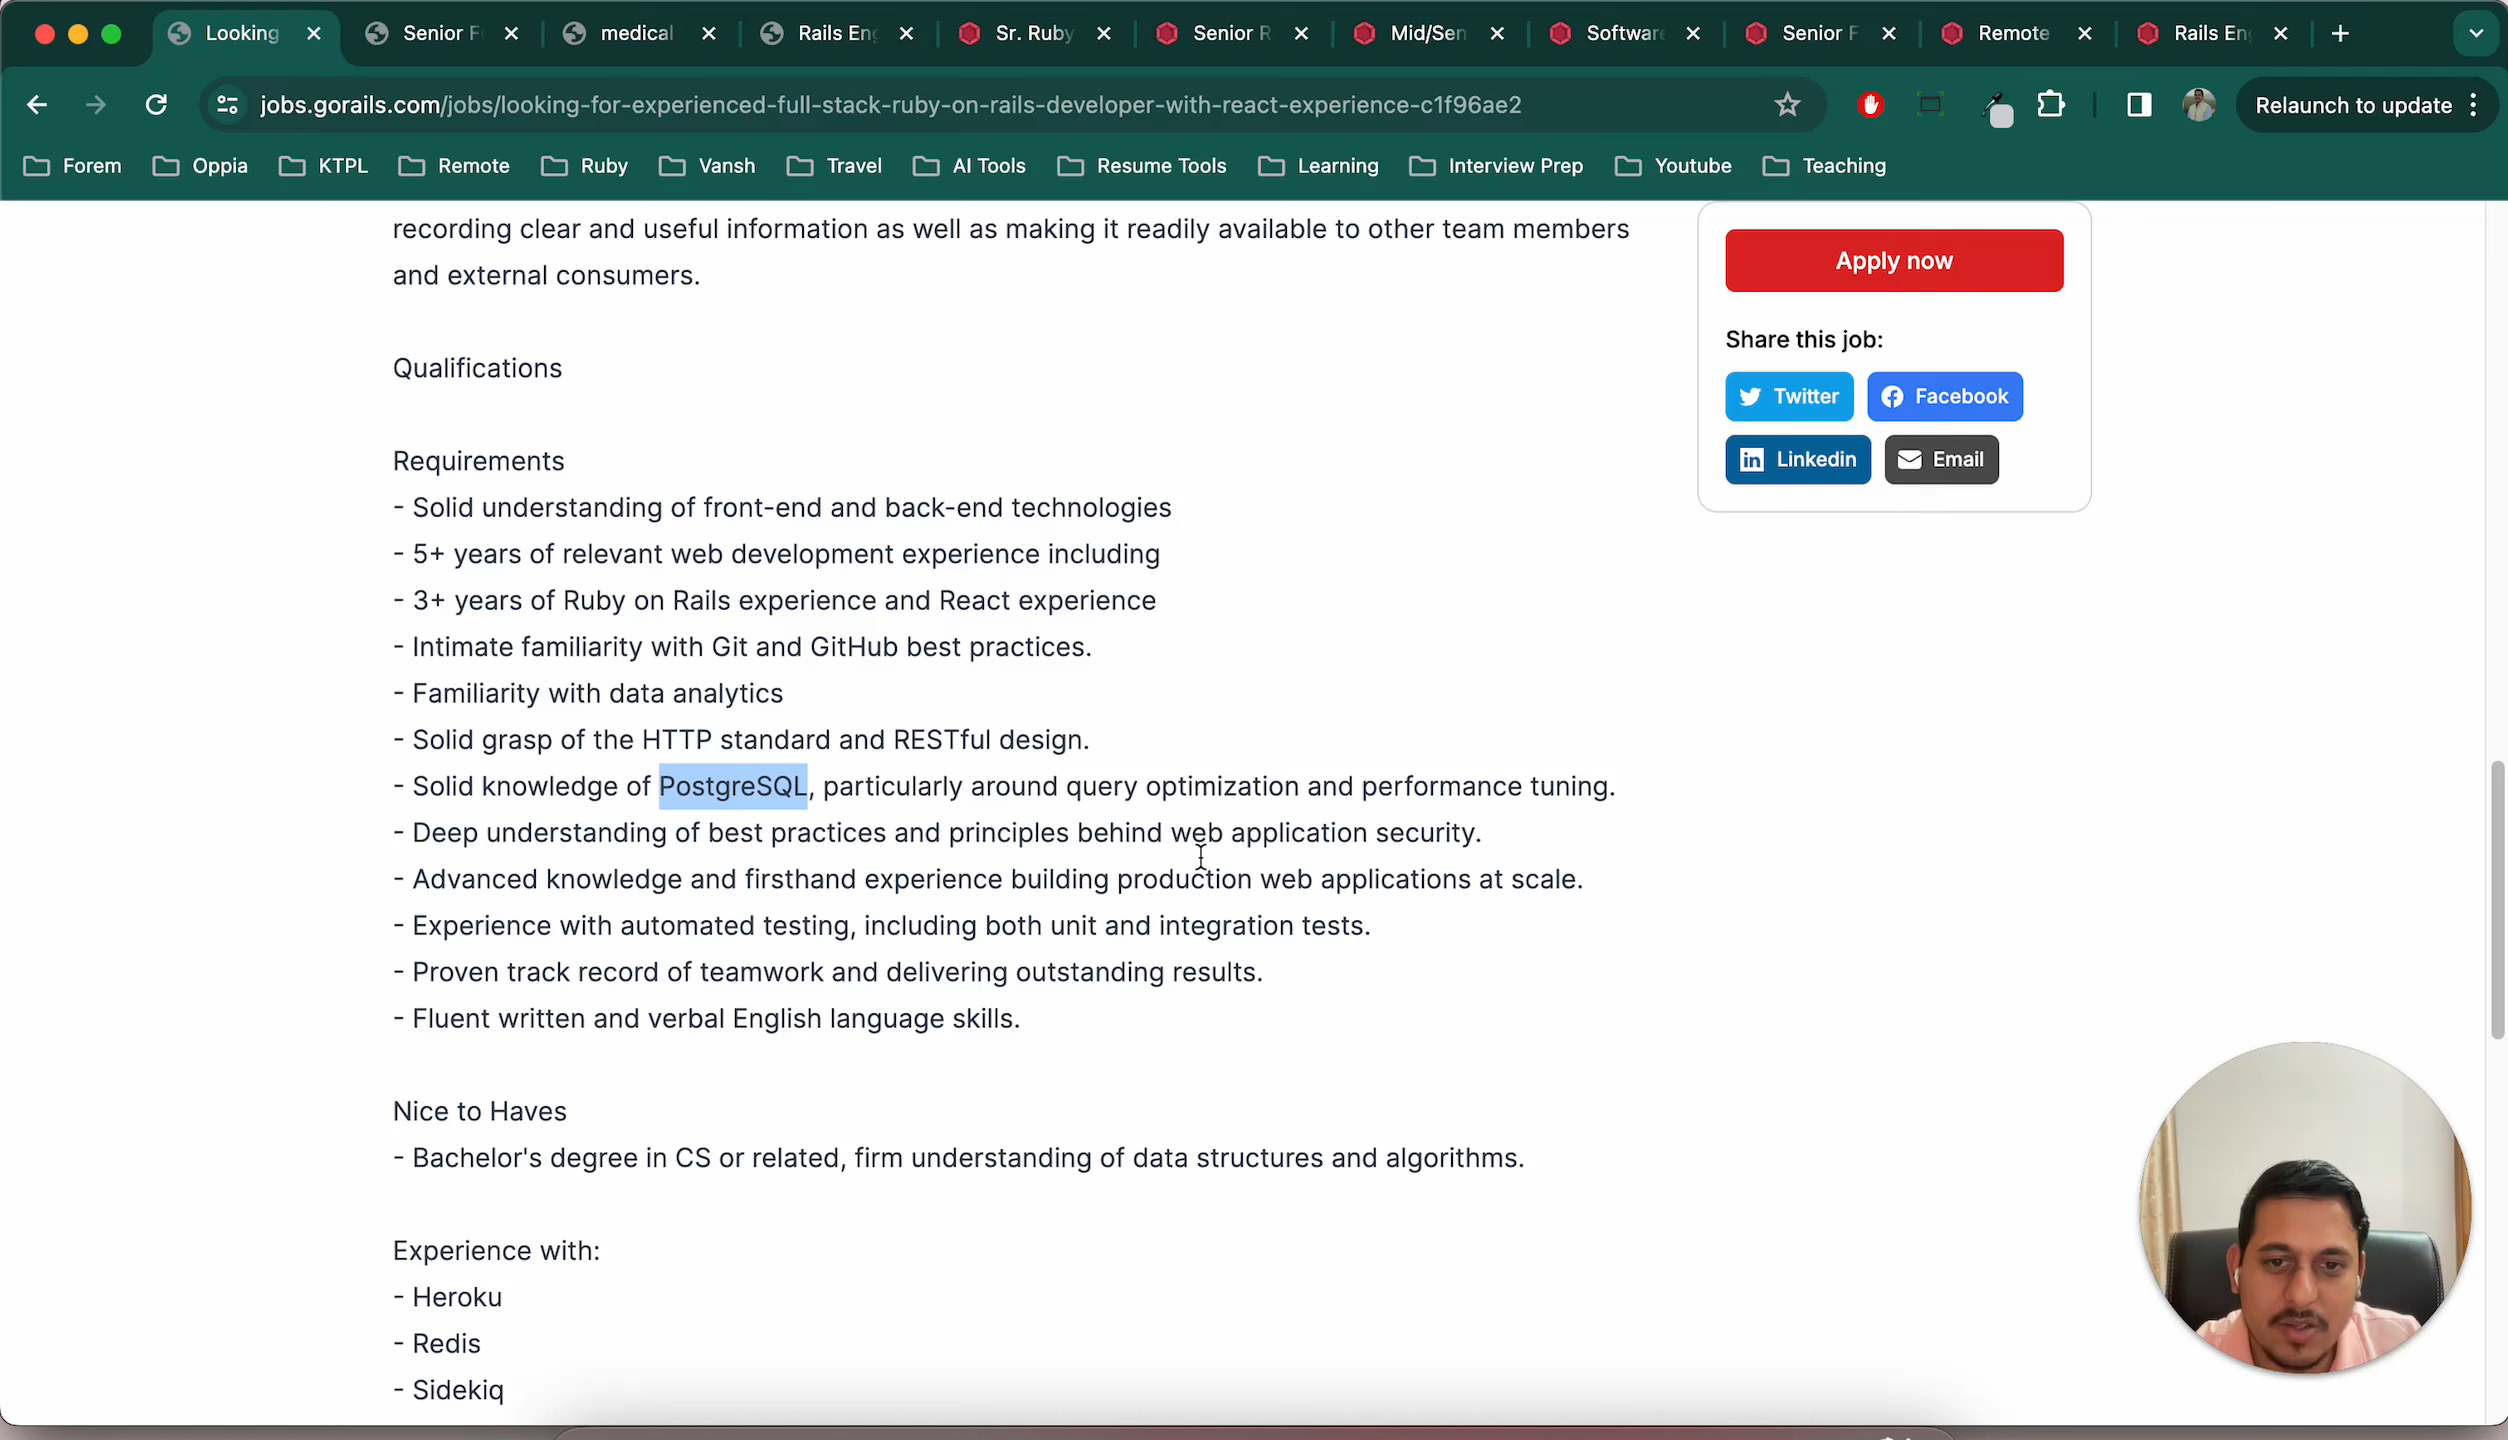 Looking
Senior F
medical
Rails En
Sr. Ruby
Senior R
Mid/Sen
Software
Senior F
Remote
Rails En
jobs.gorails.com/jobs/looking-for-experienced-full-stack-ruby-on-rails-developer-with-react-experience-c1f96ae2
Relaunch to update
Forem
Oppia
KTPL
Remote
Ruby
Vansh
Travel
AI Tools
Resume Tools
Learning
Interview Prep
Youtube
Teaching
recording clear and useful information as well as making it readily available to other team members
and external consumers.
Qualifications
Requirements
- Solid understanding of front-end and back-end technologies
- 5+ years of relevant web development experience including
- 3+ years of Ruby on Rails experience and React experience
- Intimate familiarity with Git and GitHub best practices.
- Familiarity with data analytics
- Solid grasp of the HTTP standard and RESTful design.
- Solid knowledge of PostgreSQL, particularly around query optimization and performance tuning.
- Deep understanding of best practices and principles behind web application security.
- Advanced knowledge and firsthand experience building production web applications at scale.
- Experience with automated testing, including both unit and integration tests.
- Proven track record of teamwork and delivering outstanding results.
- Fluent written and verbal English language skills.
Nice to Haves
- Bachelor's degree in CS or related, firm understanding of data structures and algorithms.
Experience with:
- Heroku
- Redis
- Sidekiq
Apply now
Share this job:
Twitter
Facebook
in Linkedin
Email